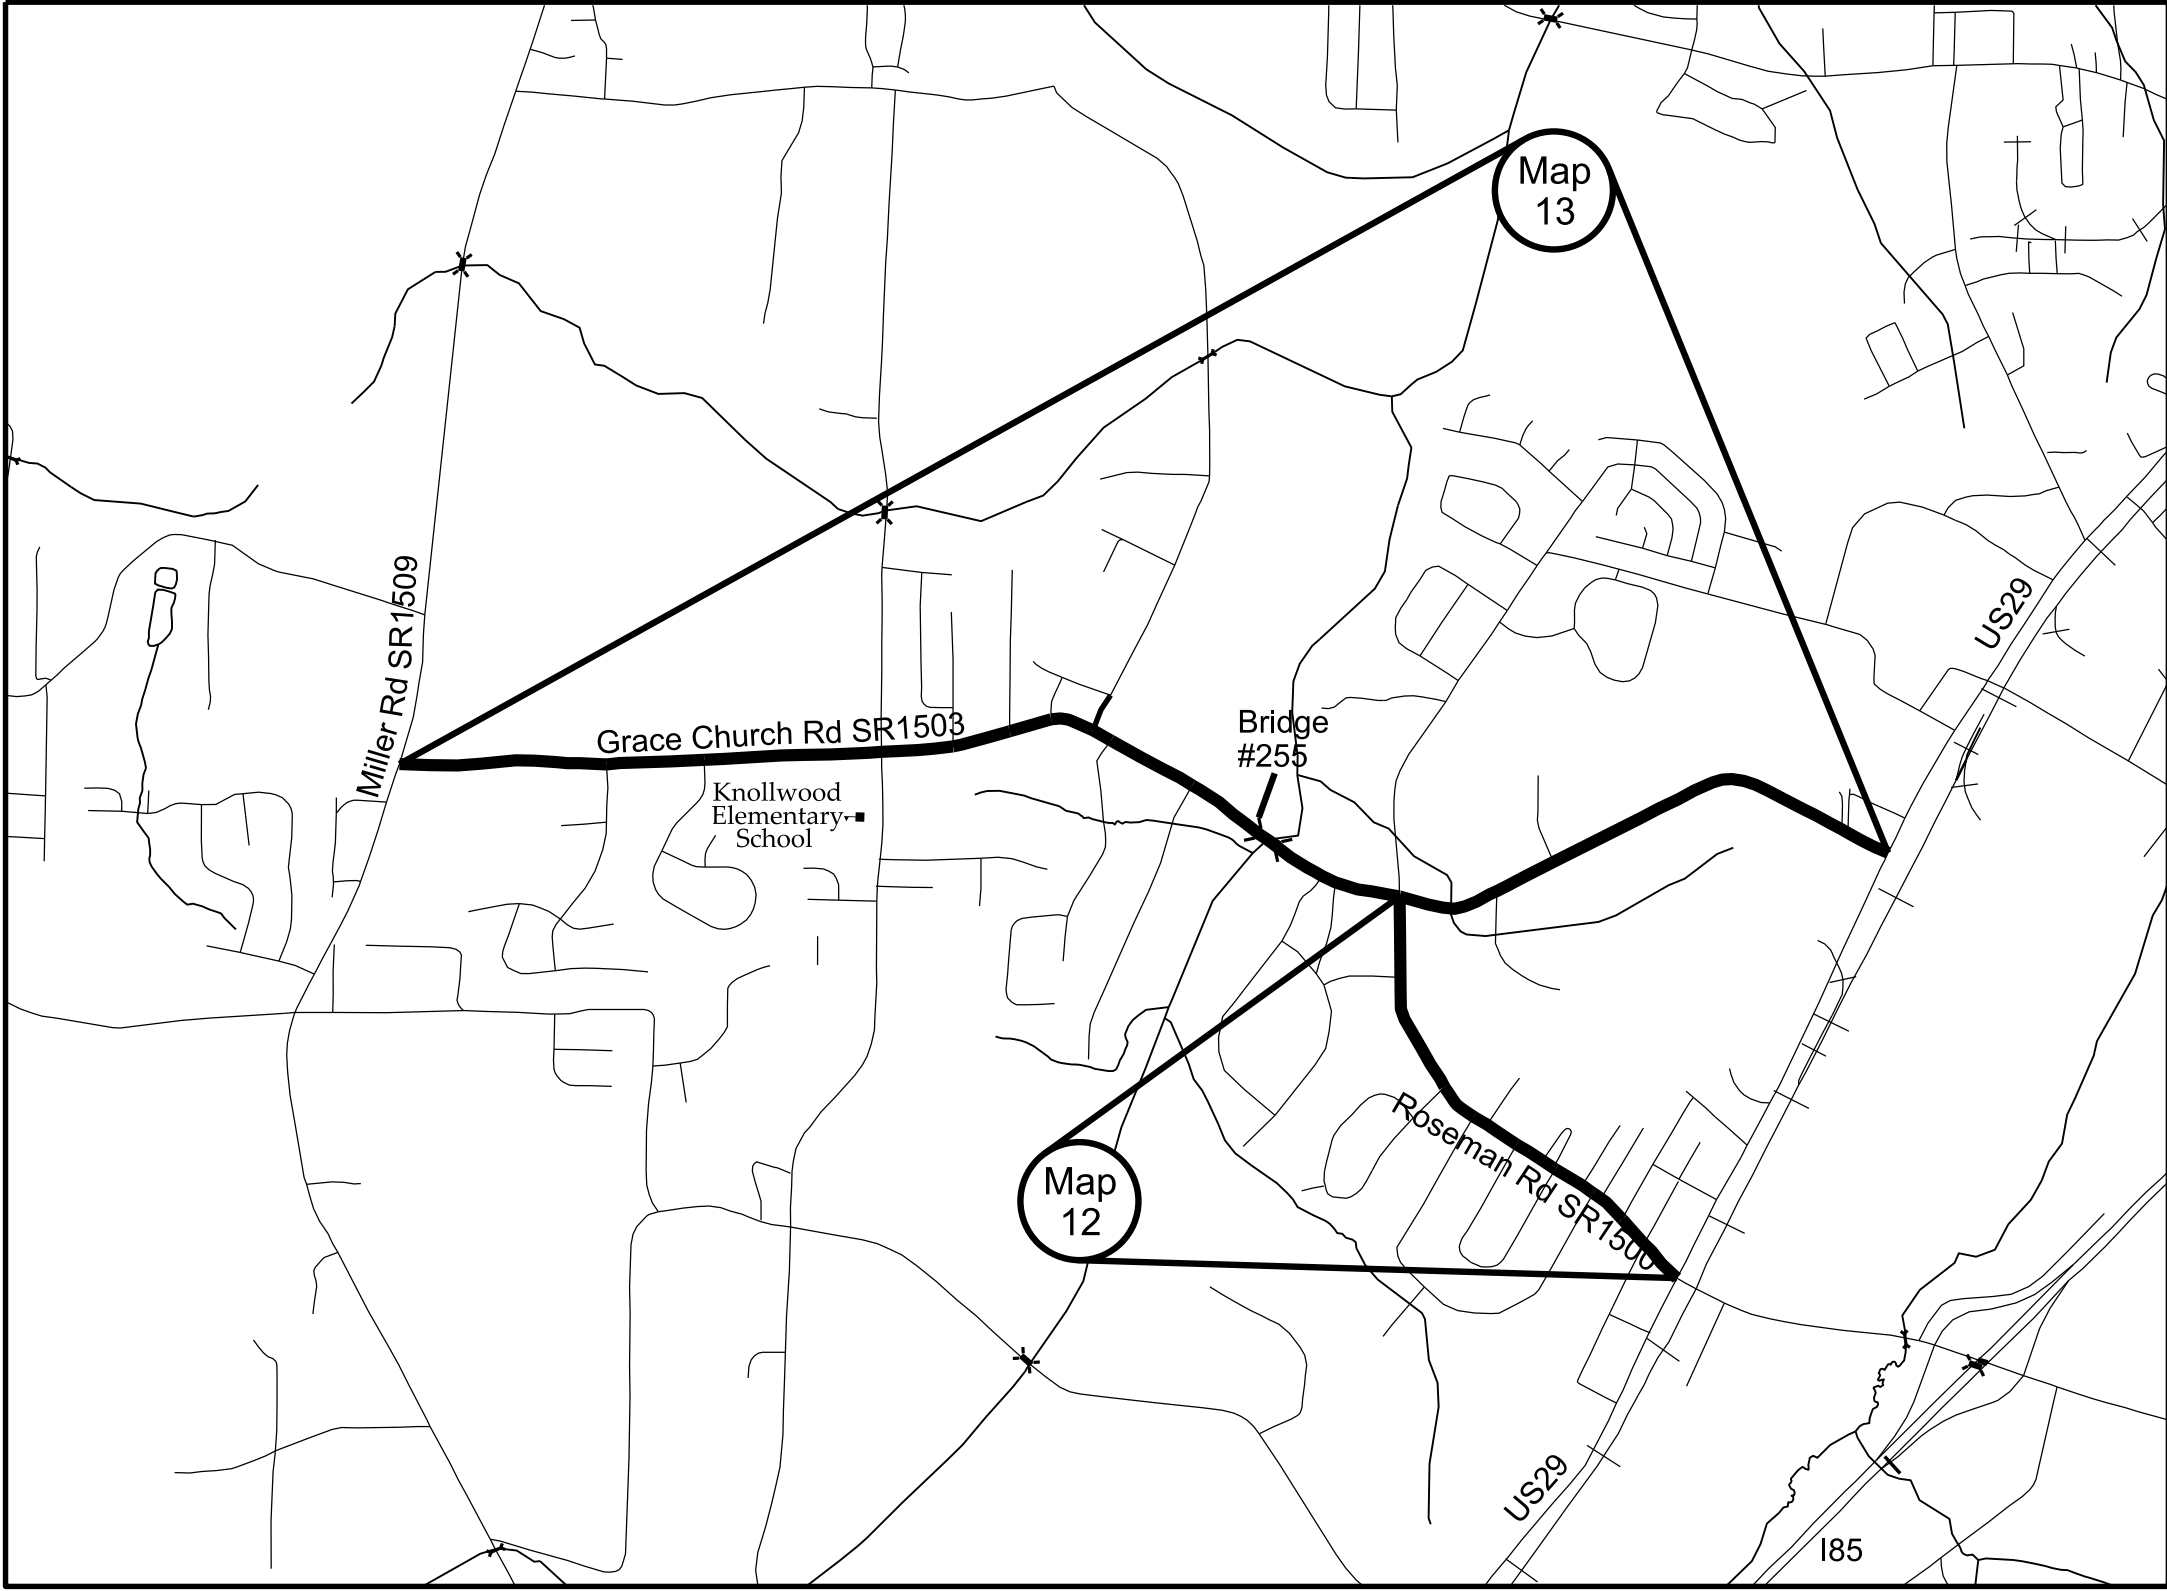 Map
13
US29
Miller Rd SR1509
Grace Church Rd SR1503
Bridge
#255
Knollwood
Elementary
School
Roseman Rd SR1500
Map
12
US29
I85